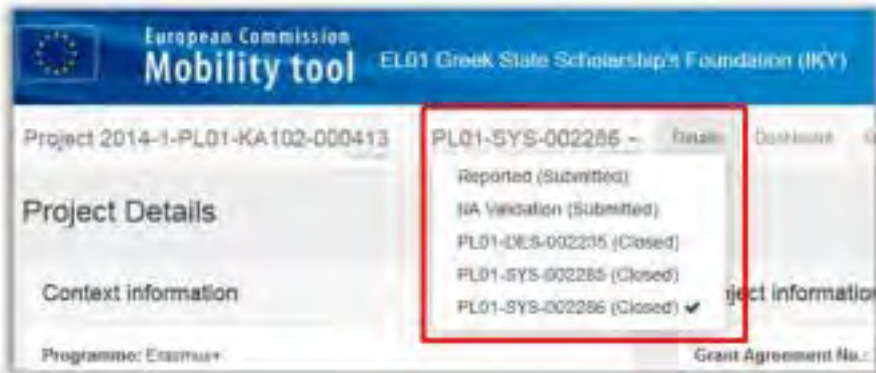 European Commission
Mobility tool
EL01 Greek State Scholarship's Foundation (IKY)
Project 2014-1-PL01-KA102-000413
PL01-SYS-002286
Details
Dashboard
Reported (Submitted)
NA Validation (Submitted)
Project Details
PL01-DES-002235 (Closed)
PL01-SYS-002285 (Closed)
PL01-SYS-002286 (Closed) ✔
Context information
ject information
Programme: Erasmus+
Grant Agreement No.: